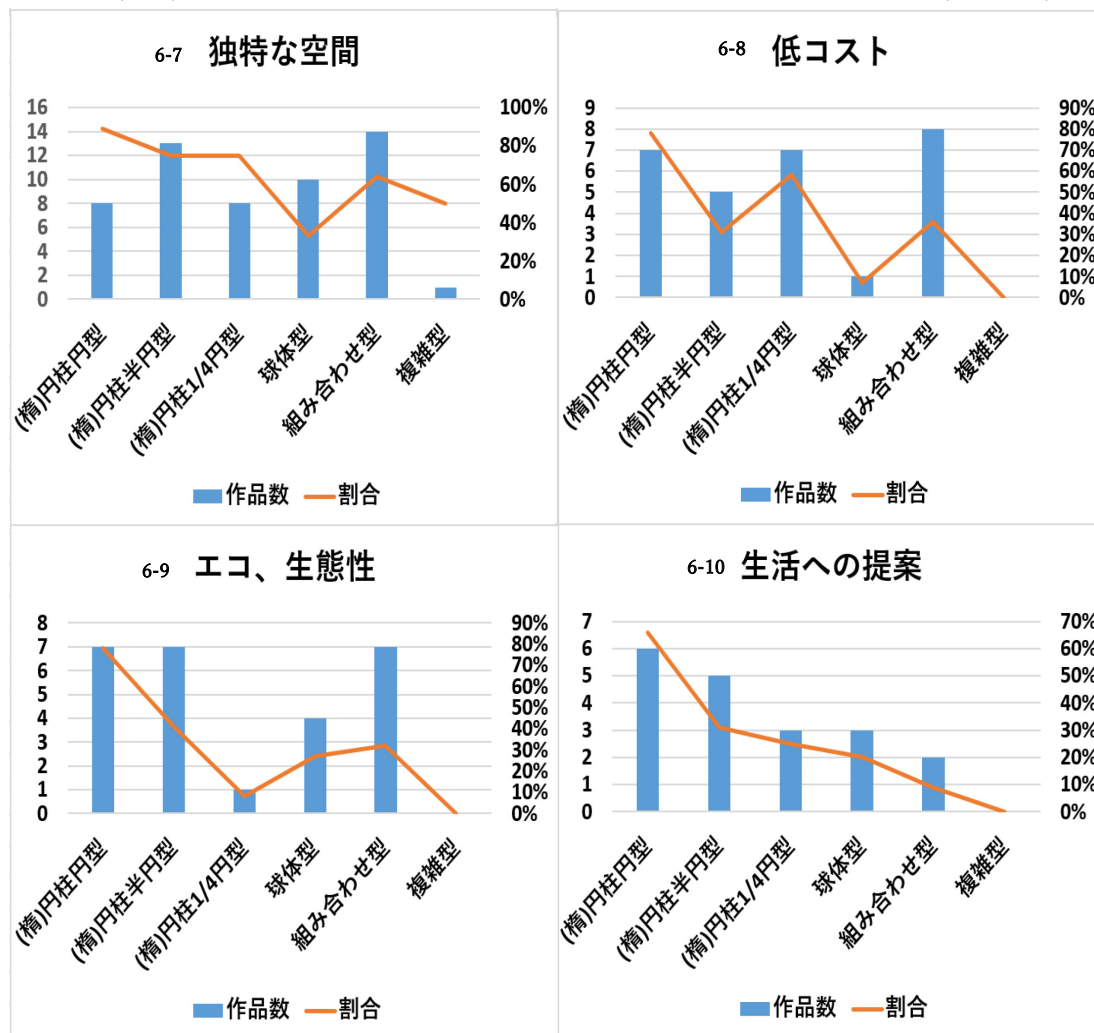 6-7 独特な空間
16 100%
14
12 80%
10
8 60%
6 40%
4
2 20%
0 0%
(楕)円柱円型
(楕)円柱半円型
(楕)円柱1/4円型
球体型
組み合わせ型
複雑型
作品数 割合
6-8 低コスト
9 90%
8 80%
7 70%
6 60%
5 50%
4 40%
3 30%
2 20%
1 10%
0 0%
(楕)円柱円型
(楕)円柱半円型
(楕)円柱1/4円型
球体型
組み合わせ型
複雑型
作品数 割合
6-9 エコ、生態性
8 90%
7 80%
6 70%
5 60%
4 50%
3 40%
2 30%
1 20%
0 10%
0%
(楕)円柱円型
(楕)円柱半円型
(楕)円柱1/4円型
球体型
組み合わせ型
複雑型
作品数 割合
6-10 生活への提案
7 70%
6 60%
5 50%
4 40%
3 30%
2 20%
1 10%
0 0%
(楕)円柱円型
(楕)円柱半円型
(楕)円柱1/4円型
球体型
組み合わせ型
複雑型
作品数 割合